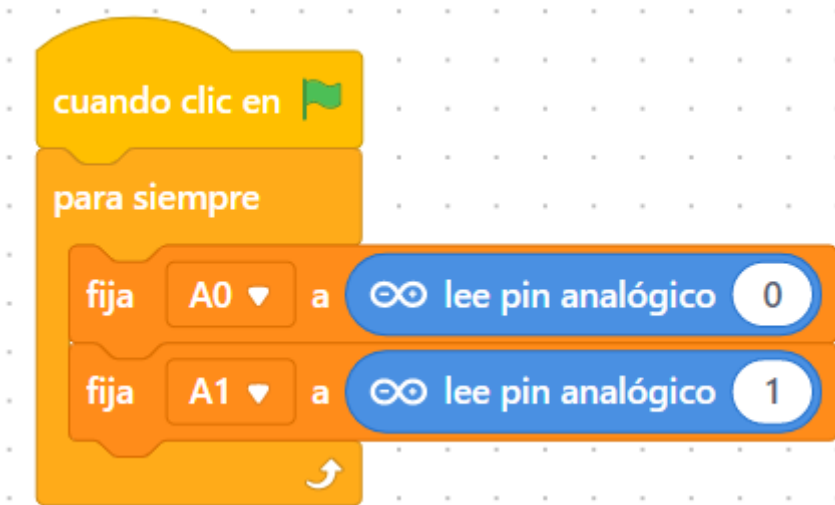 cuando clic en
para siempre
fija A0 a lee pin analógico 0
fija A1 a lee pin analógico 1